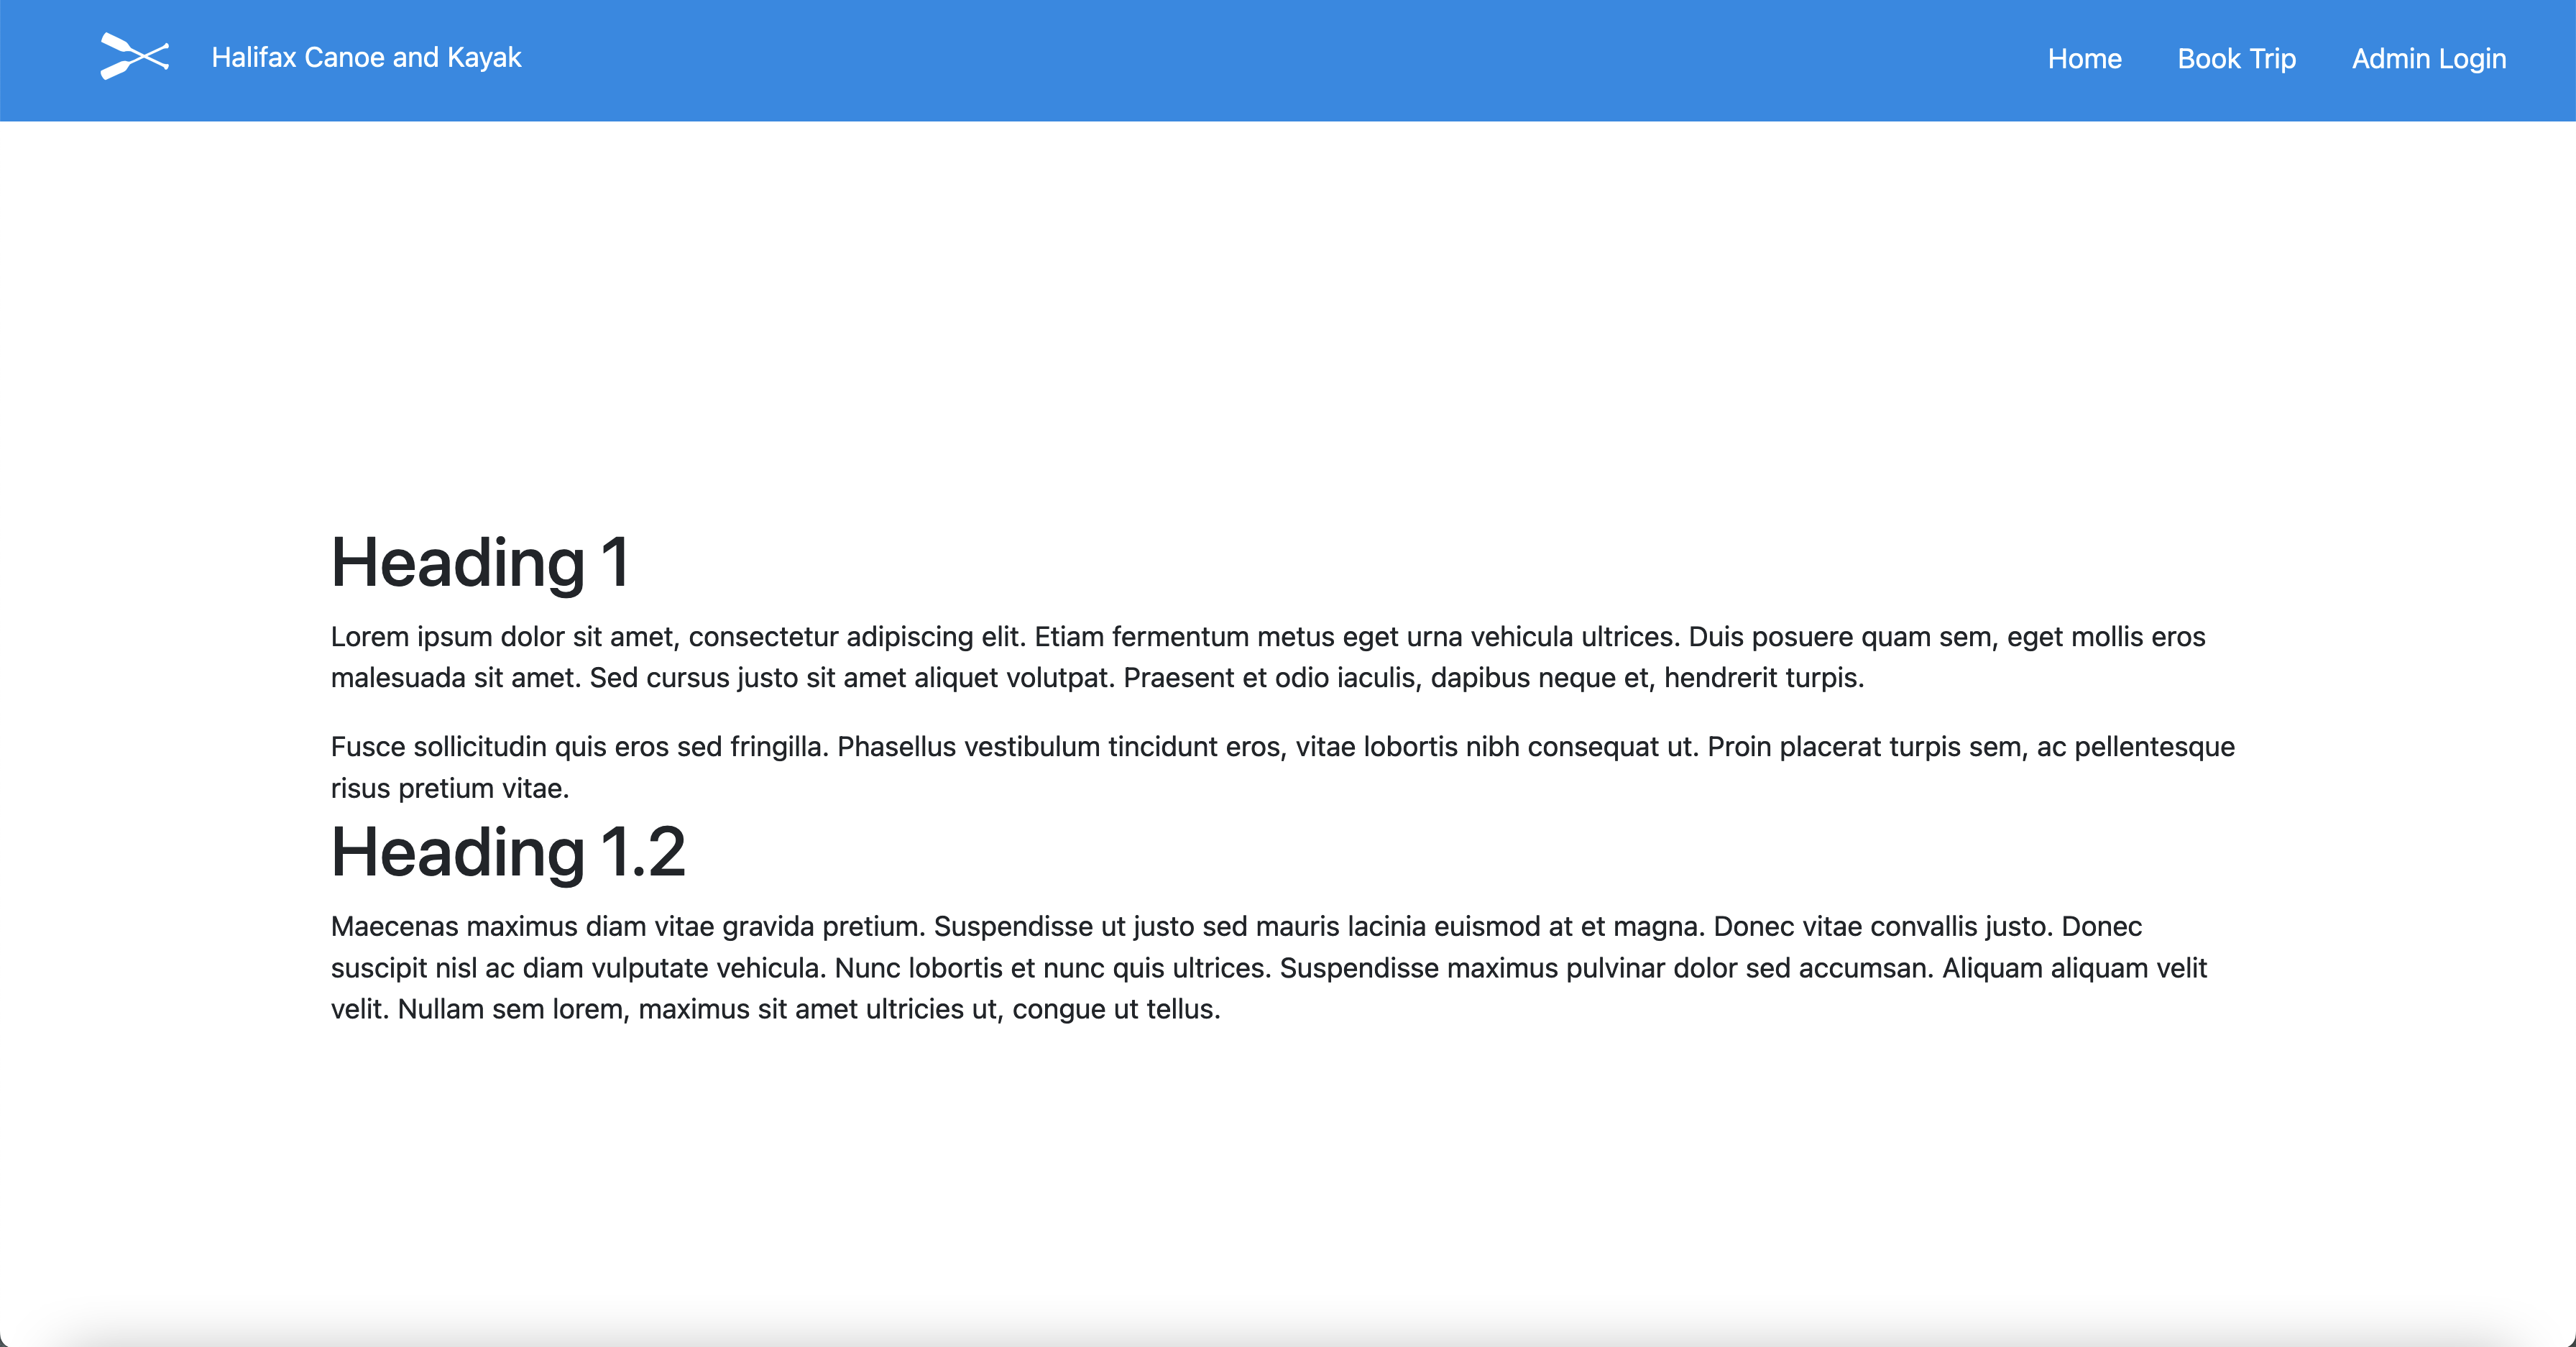 Halifax Canoe and Kayak
Home
Book Trip
Admin Login
Heading 1
Lorem ipsum dolor sit amet, consectetur adipiscing elit. Etiam fermentum metus eget urna vehicula ultrices. Duis posuere quam sem, eget mollis eros
malesuada sit amet. Sed cursus justo sit amet aliquet volutpat. Praesent et odio iaculis, dapibus neque et, hendrerit turpis.
Fusce sollicitudin quis eros sed fringilla. Phasellus vestibulum tincidunt eros, vitae lobortis nibh consequat ut. Proin placerat turpis sem, ac pellentesque
risus pretium vitae.
Heading 1.2
Maecenas maximus diam vitae gravida pretium. Suspendisse ut justo sed mauris lacinia euismod at et magna. Donec vitae convallis justo. Donec
suscipit nisl ac diam vulputate vehicula. Nunc lobortis et nunc quis ultrices. Suspendisse maximus pulvinar dolor sed accumsan. Aliquam aliquam velit
velit. Nullam sem lorem, maximus sit amet ultricies ut, congue ut tellus.